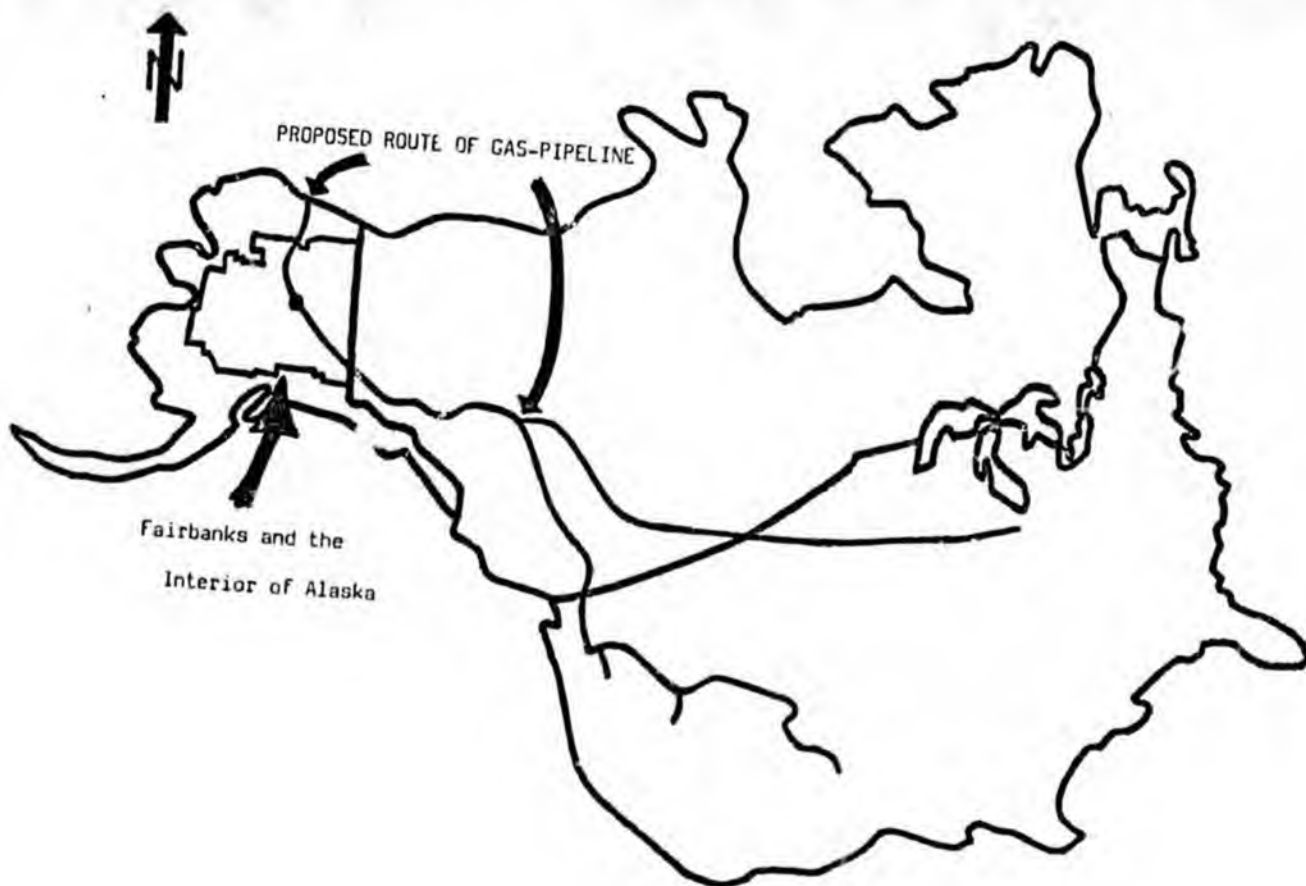 N
PROPOSED ROUTE OF GAS-PIPELINE
Fairbanks and the
Interior of Alaska